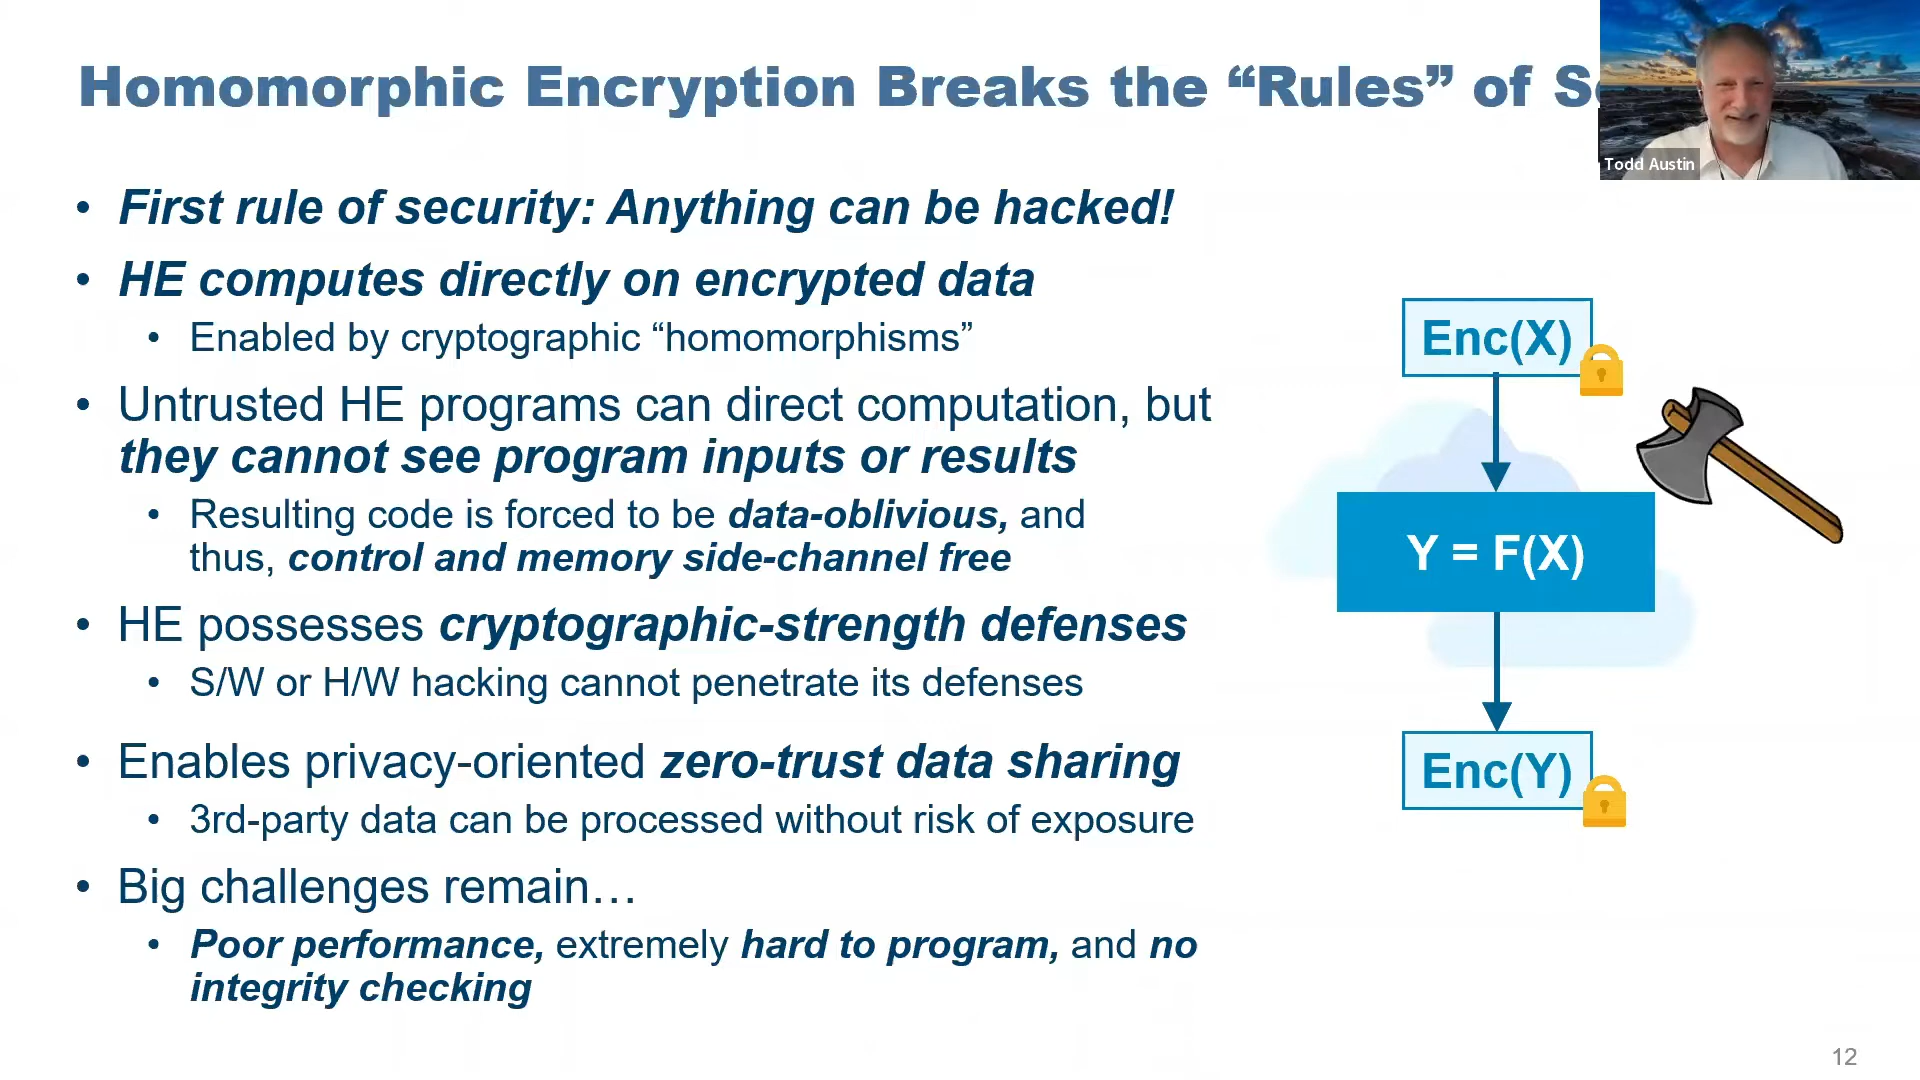 Homomorphic Encryption Breaks the “Rules” of
Todd Austin
• First rule of security: Anything can be hacked!
• HE computes directly on encrypted data
• Enabled by cryptographic “homomorphisms”
• Untrusted HE programs can direct computation, but
they cannot see program inputs or results
• Resulting code is forced to be data-oblivious, and
thus, control and memory side-channel free
• HE possesses cryptographic-strength defenses
• S/W or H/W hacking cannot penetrate its defenses
• Enables privacy-oriented zero-trust data sharing
• 3rd-party data can be processed without risk of exposure
• Big challenges remain…
• Poor performance, extremely hard to program, and no
integrity checking
Enc(X)
Y = F(X)
Enc(Y)
12